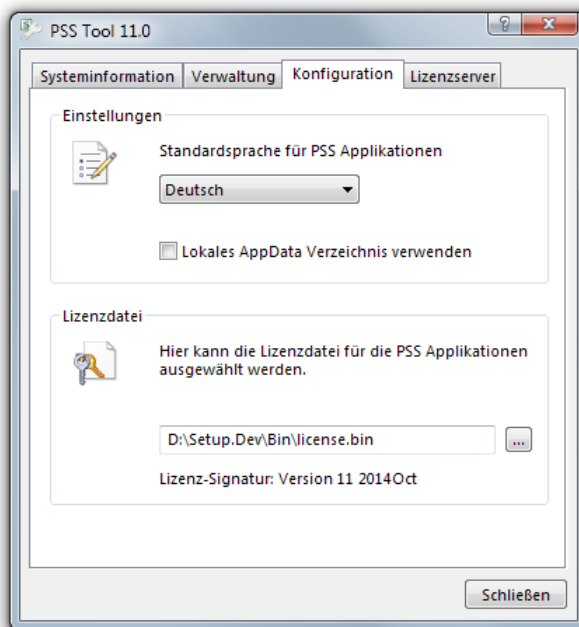 PSS Tool 11.0
Systeminformation Verwaltung Konfiguration Lizenzserver
Einstellungen
Standardsprache für PSS Applikationen
Deutsch
Lokales AppData Verzeichnis verwenden
Lizenzdatei
Hier kann die Lizenzdatei für die PSS Applikationen
ausgewählt werden.
D:\Setup.Dev\Bin\license.bin
...
Lizenz-Signatur: Version 11 2014Oct
Schließen